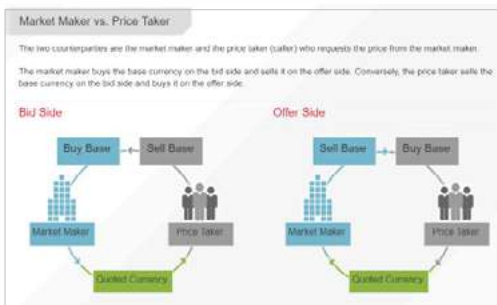 Market Maker vs. Price Taker
The two counterparties are the market maker and the price taker (caller) who requests the price from the market maker.
The market maker buys the base currency on the bid side and sells it on the offer side. Conversely, the price taker sells the
base currency on the bid side and buys it on the offer side.
Bid Side
Offer Side
Buy Base
Sell Base
Sell Base
Buy Base
Market Maker
Price Taker
Market Maker
Price Taker
Quoted Currency
Quoted Currency